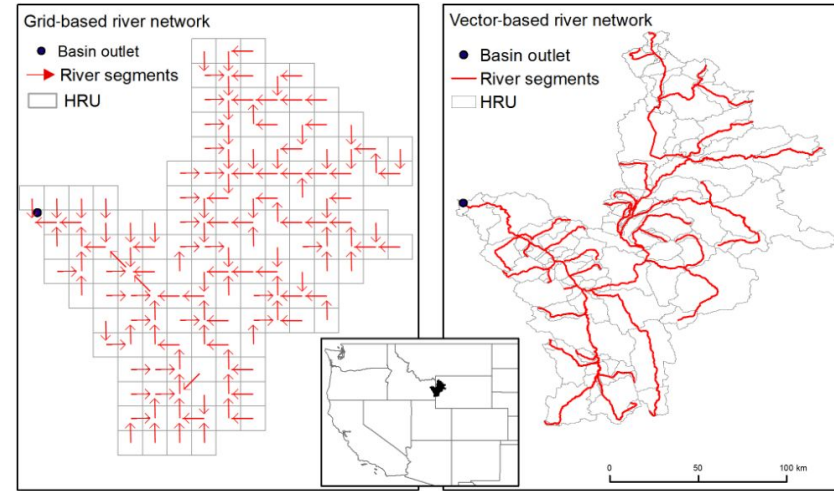 Grid-based river network
Basin outlet
River segments
HRU
Vector-based river network
Basin outlet
River segments
HRU
0 50 100 km